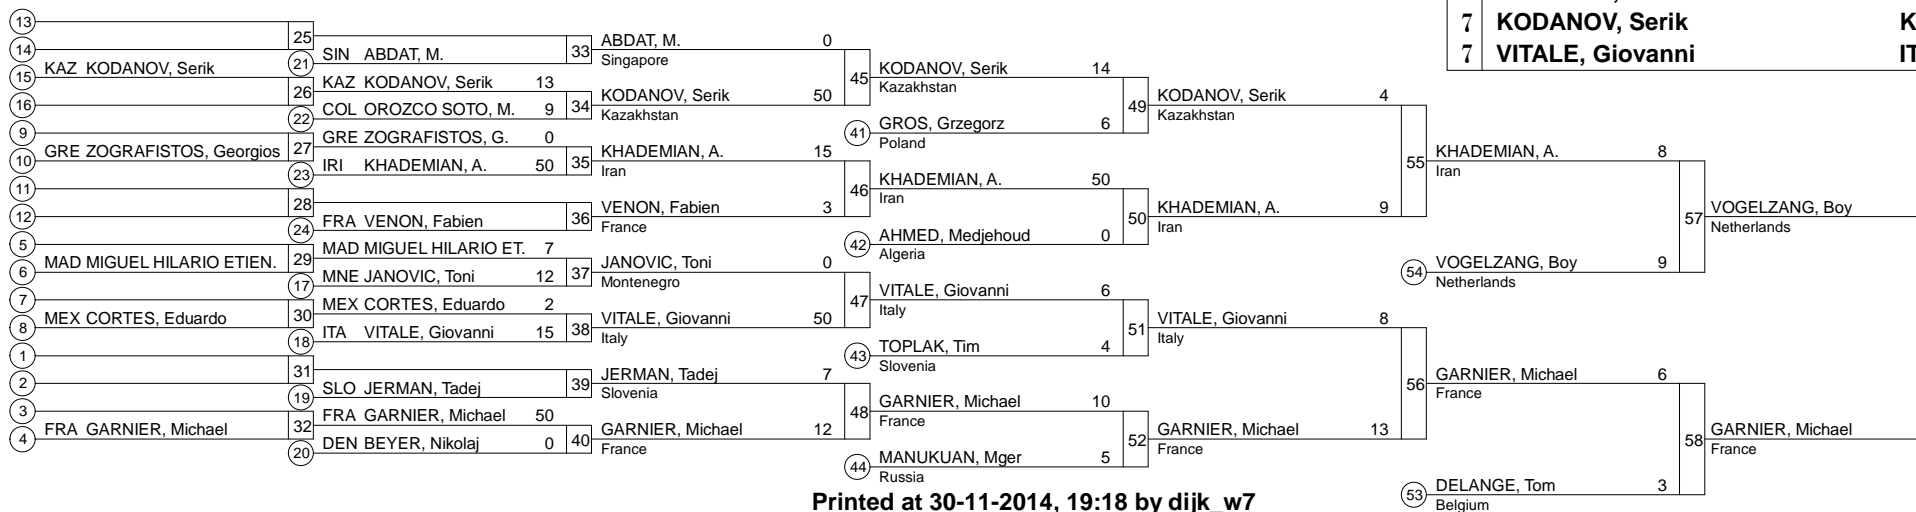 7 KODANOV, Serik K
7 VITALE, Giovanni IT
13
14
15 KAZ KODANOV, Serik
16
9
10 GRE ZOGRAFISTOS, Georgios
11
12
5
6 MAD MIGUEL HILARIO ETIEN.
7
8 MEX CORTES, Eduardo
1
2
3
4 FRA GARNIER, Michael
25
21 SIN ABDAT, M.
26 KAZ KODANOV, Serik 13
22 COL OROZCO SOTO, M. 9
27 GRE ZOGRAFISTOS, G. 0
23 IRI KHADEMIAN, A. 50
28
24 FRA VENON, Fabien
29 MAD MIGUEL HILARIO ET. 7
17 MNE JANOVIC, Toni 12
30 MEX CORTES, Eduardo 2
18 ITA VITALE, Giovanni 15
31
19 SLO JERMAN, Tadej
32 FRA GARNIER, Michael 50
20 DEN BEYER, Nikolaj 0
33 ABDAT, M. 0
Singapore
34 KODANOV, Serik 50
Kazakhstan
35 KHADEMIAN, A. 15
Iran
36 VENON, Fabien 3
France
37 JANOVIC, Toni 0
Montenegro
38 VITALE, Giovanni 50
Italy
39 JERMAN, Tadej 7
Slovenia
40 GARNIER, Michael 12
France
45 KODANOV, Serik 14
Kazakhstan
41 GROS, Grzegorz 6
Poland
46 KHADEMIAN, A. 50
Iran
42 AHMED, Medjehoud 0
Algeria
47 VITALE, Giovanni 6
Italy
43 TOPLAK, Tim 4
Slovenia
48 GARNIER, Michael 10
France
44 MANUKUAN, Mger 5
Russia
49 KODANOV, Serik 4
Kazakhstan
50 KHADEMIAN, A. 9
Iran
51 VITALE, Giovanni 8
Italy
52 GARNIER, Michael 13
France
55 KHADEMIAN, A. 8
Iran
54 VOGELZANG, Boy 9
Netherlands
56 GARNIER, Michael 6
France
53 DELANGE, Tom 3
Belgium
57 VOGELZANG, Boy
Netherlands
58 GARNIER, Michael
France
Printed at 30-11-2014, 19:18 by dijk_w7